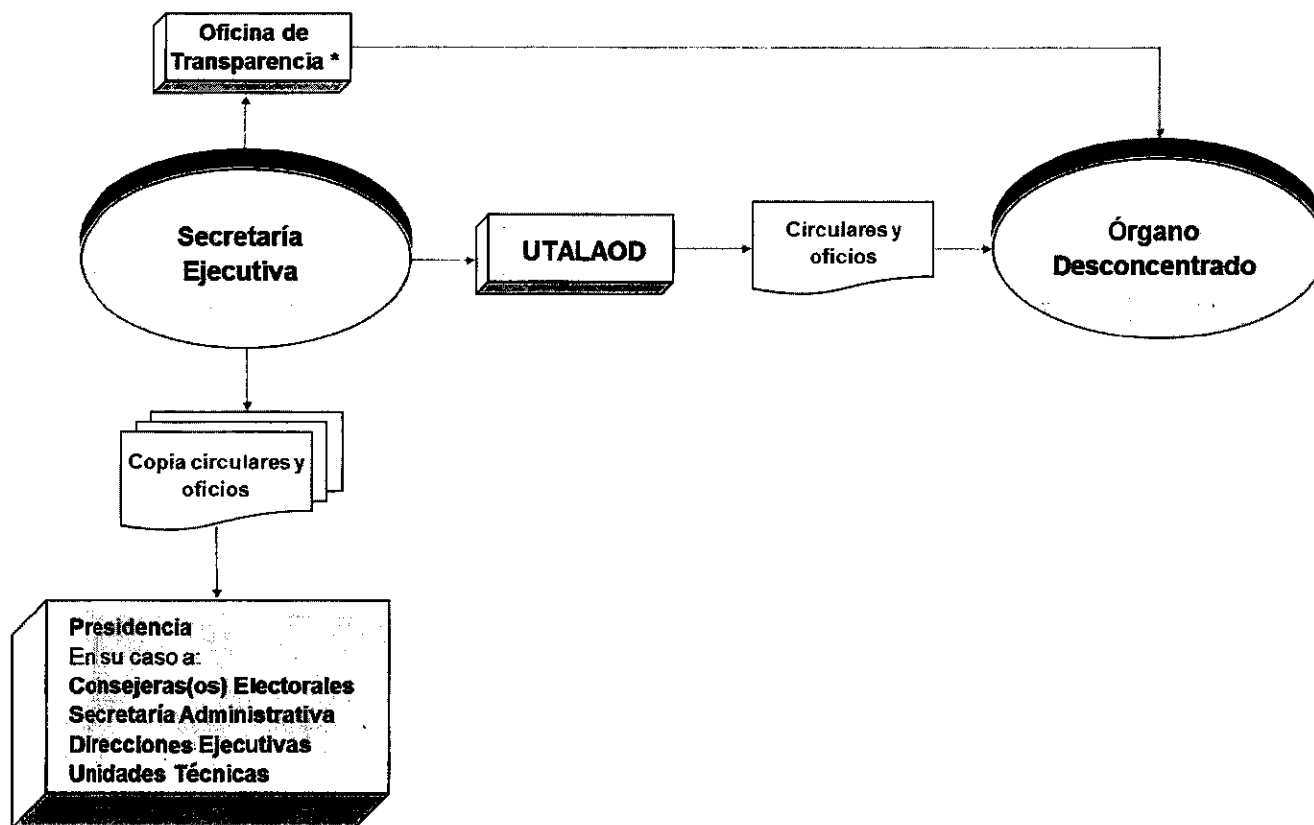 Oficina de
Transparencia *
Secretaría
Ejecutiva
UTALAOD
Circulares y
oficios
Órgano
Desconcentrado
Copia circulares y
oficios
Presidencia
En su caso a:
Consejeras(os) Electorales
Secretaría Administrativa
Direcciones Ejecutivas
Unidades Técnicas